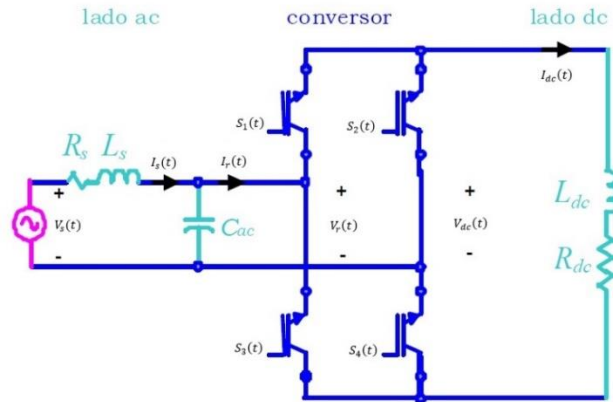 lado ac conversor lado dc
I_dc(t)
S_1(t) S_2(t)
R_s L_s I_s(t) I_r(t)
+ + +
V_s(t) C_ac V_r(t) V_dc(t) L_dc
- - -
R_dc
S_3(t) S_4(t)